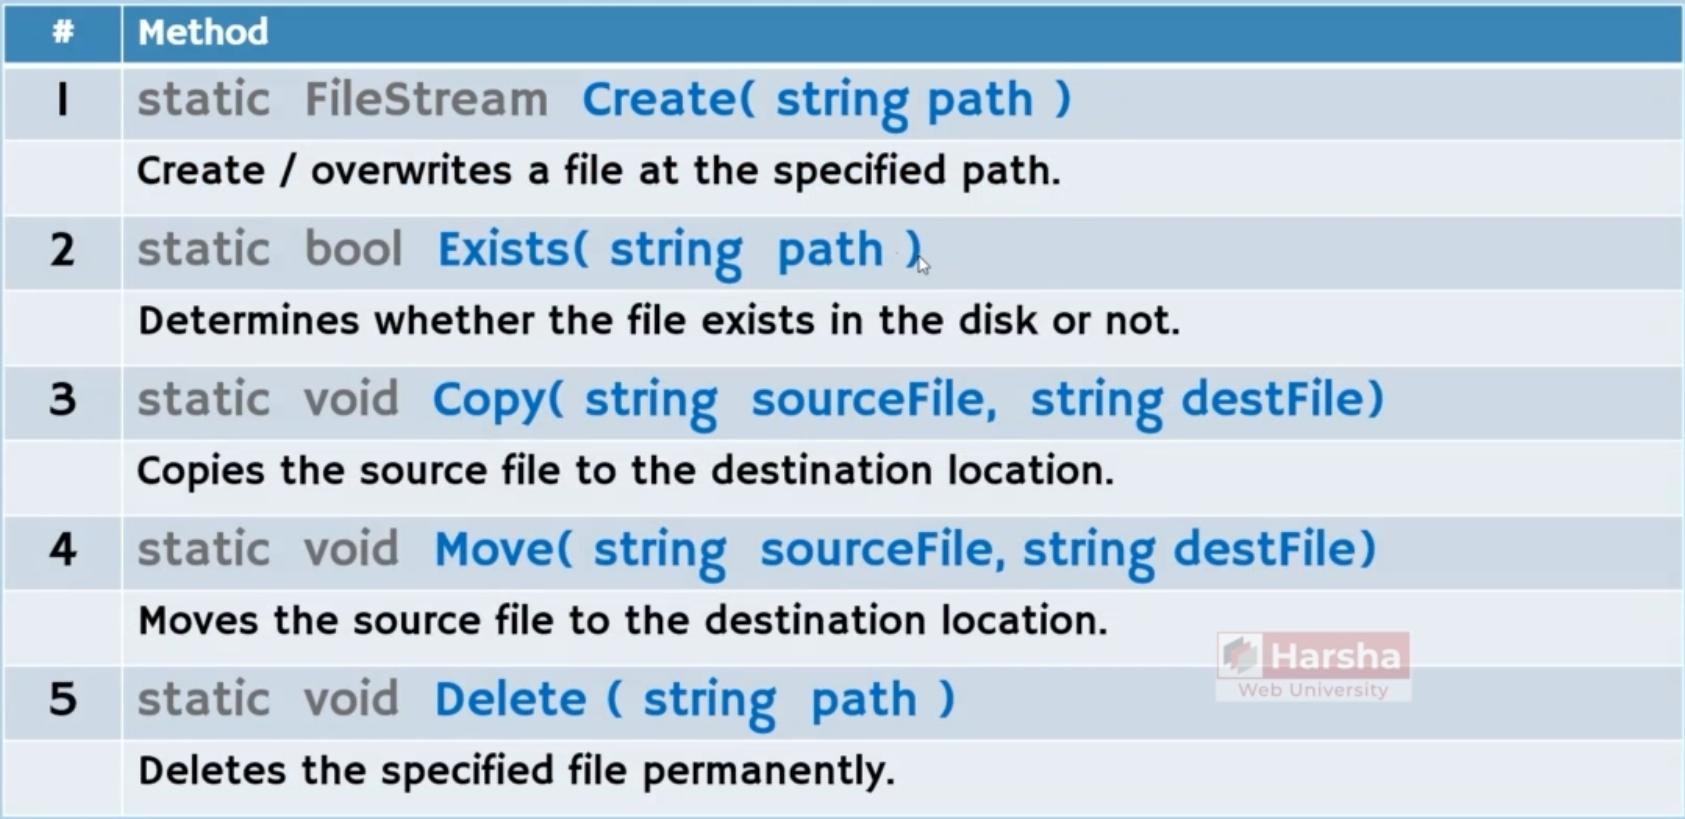 # Method
1 static FileStream Create( string path )
Create / overwrites a file at the specified path.
2 static bool Exists( string path )
Determines whether the file exists in the disk or not.
3 static void Copy( string sourceFile, string destFile)
Copies the source file to the destination location.
4 static void Move( string sourceFile, string destFile)
Moves the source file to the destination location.
Harsha
Web University
5 static void Delete ( string path )
Deletes the specified file permanently.